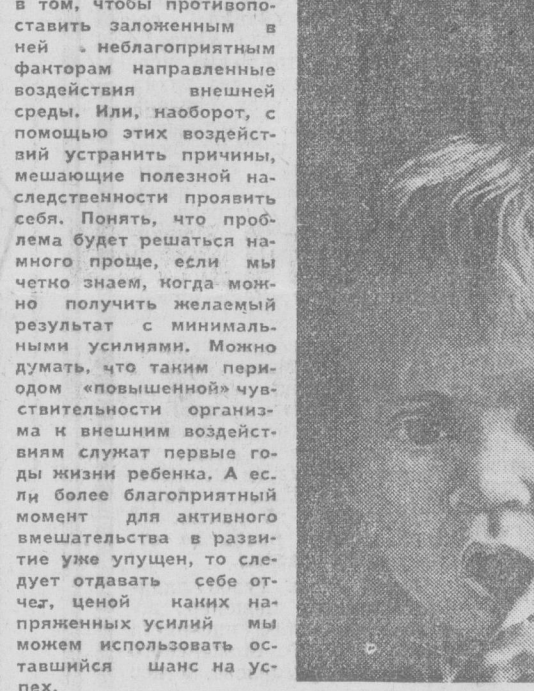 в том, чтобы противопо-
ставить заложенным в
ней неблагоприятным
факторам направленные
воздействия внешней
среды. Или, наоборот, с
помощью этих воздейст-
вий устранить причины,
мешающие полезной на-
следственности проявить
себя. Понять, что проб-
лема будет решаться на-
много проще, если мы
четко знаем, когда мож-
но получить желаемый
результат с минималь-
ными усилиями. Можно
думать, что таким пери-
одом «повышенной» чув-
ствительности организ-
ма к внешним воздейст-
виям служат первые го-
ды жизни ребенка. А ес-
ли более благоприятный
момент для активного
вмешательства в разви-
тие уже упущен, то сле-
дует отдавать себе от-
чет, ценой каких на-
пряженных усилий мы
можем использовать ос-
тавшийся шанс на ус-
пех.